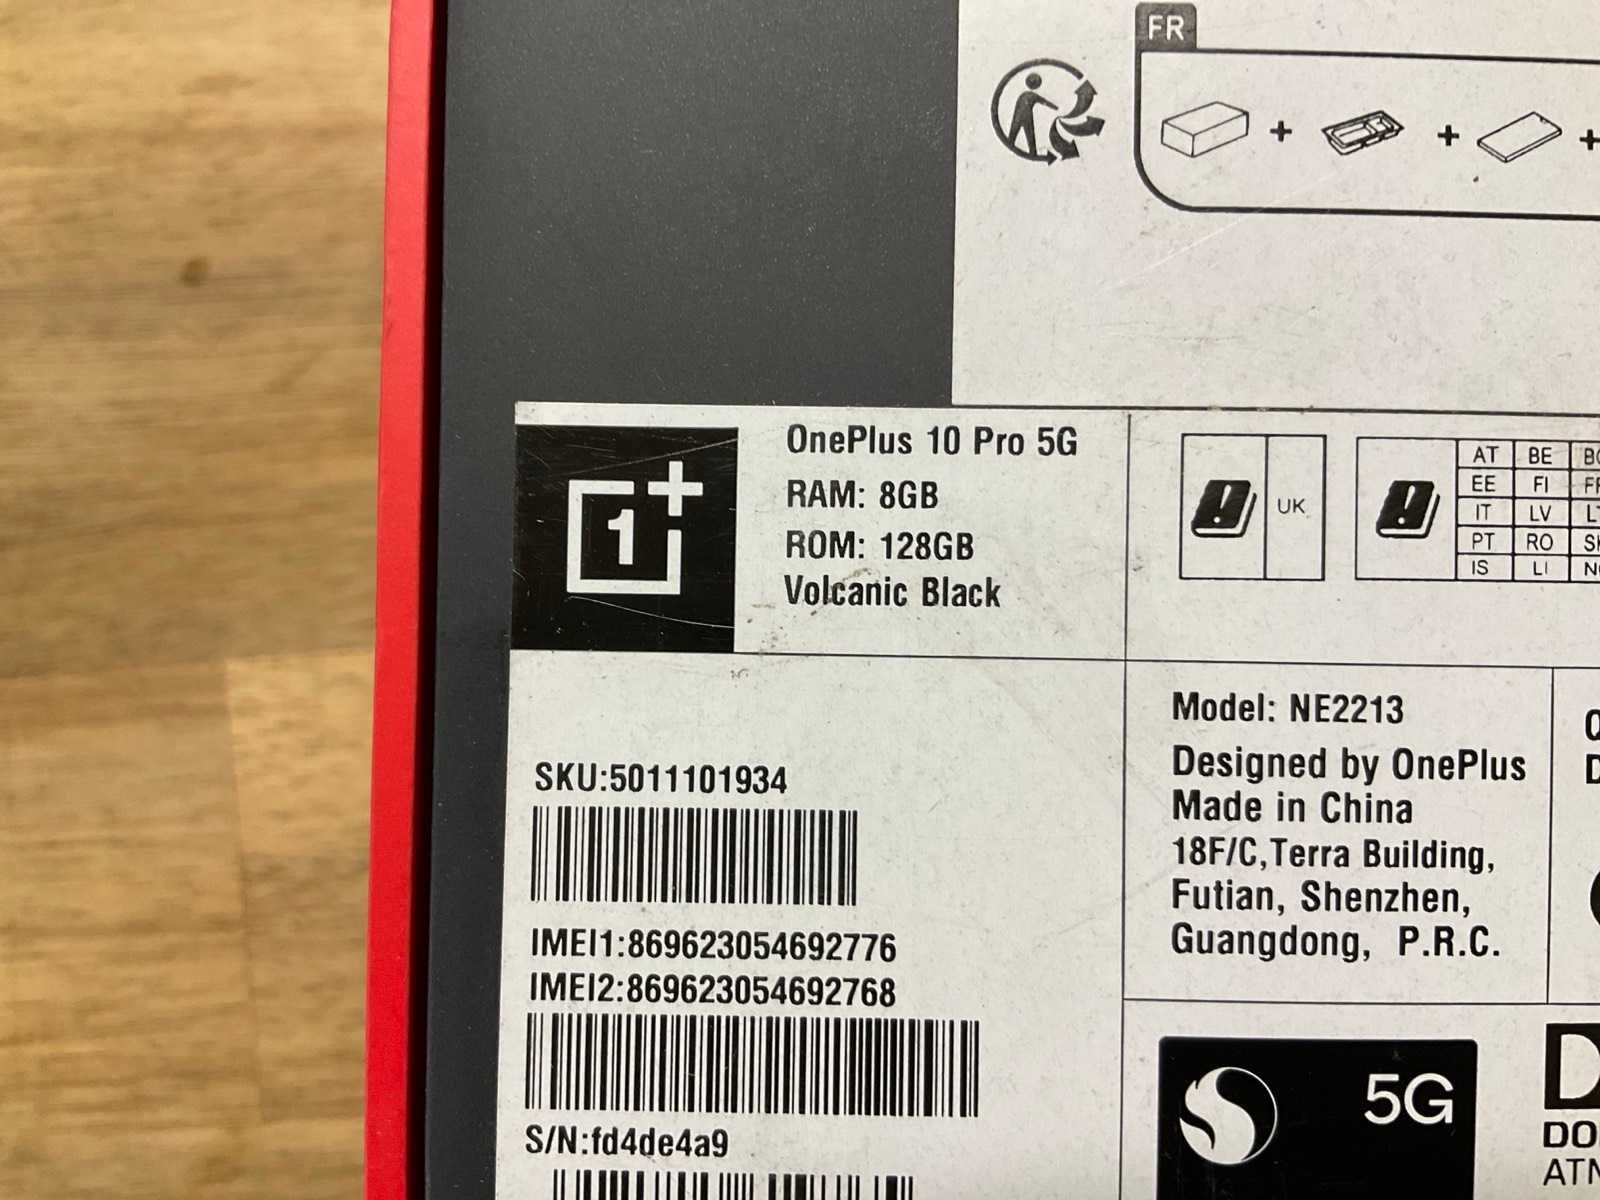 FR
OnePlus 10 Pro 5G
RAM: 8GB
ROM: 128GB
Volcanic Black
1+
UK
AT BE
EE FI
IT LV
PT RO
IS LI
SKU:5011101934
IMEI1:869623054692776
IMEI2:869623054692768
S/N:fd4de4a9
Model: NE2213
Designed by OnePlus
Made in China
18F/C,Terra Building,
Futian, Shenzhen,
Guangdong, P.R.C.
5G